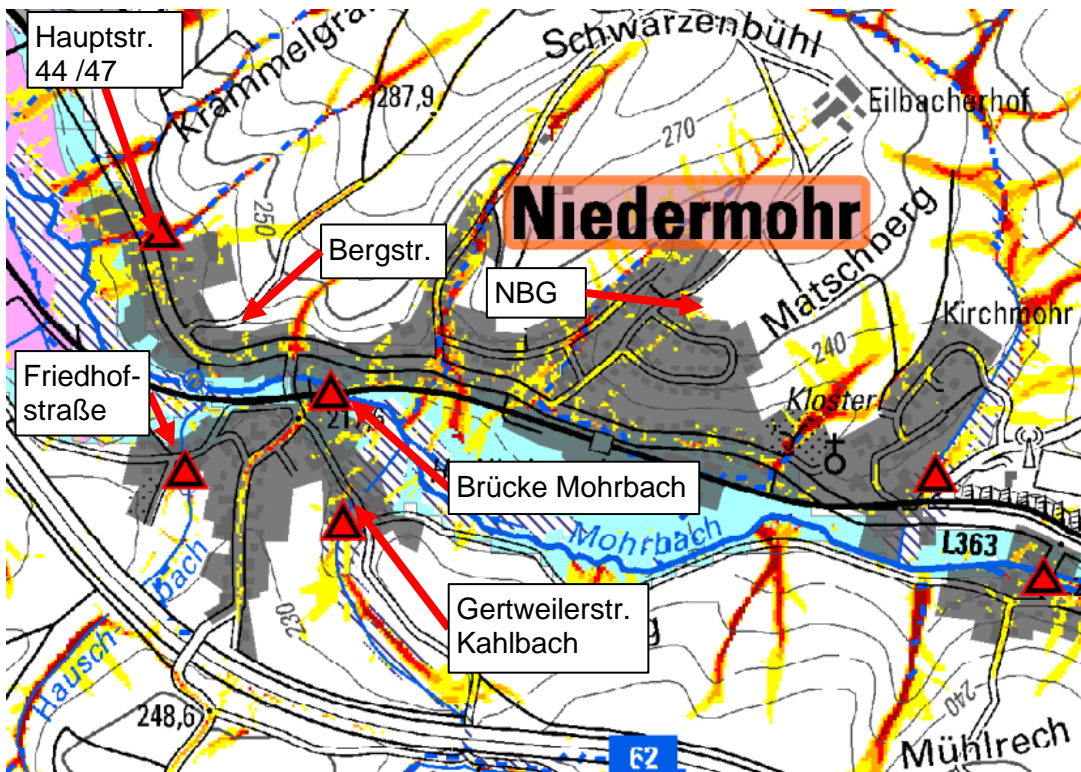 Hauptstr.
44 /47
Krammelgra
287,9
Schwarzenbühl
Eilbacherhof
270
Niedermohr
250
Bergstr.
NBG
Matschberg
Kirchmohr
240
Friedhof-
straße
Kloster
Brücke Mohrbach
Mohrbach
L363
Bach
Gertweilerstr.
Kahlbach
230
Hausch
248,6
240
62
Mühlrech